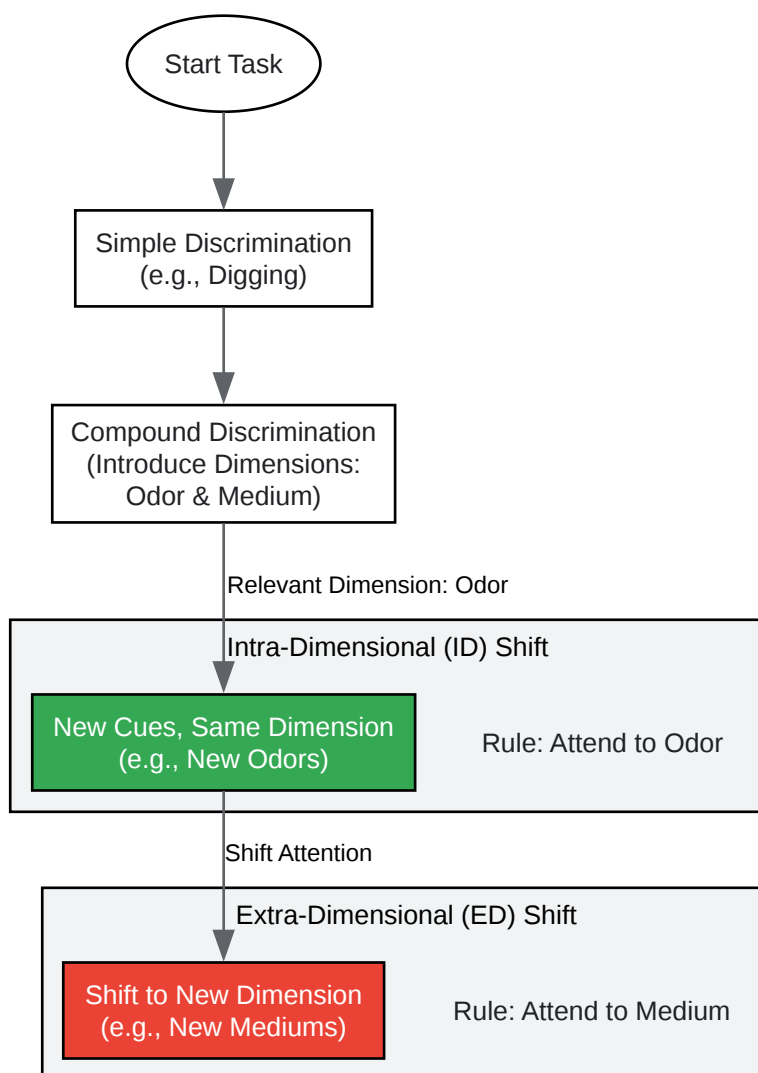 Start Task
Simple Discrimination
(e.g., Digging)
Compound Discrimination
(Introduce Dimensions:
Odor & Medium)
Relevant Dimension: Odor
Intra-Dimensional (ID) Shift
New Cues, Same Dimension
(e.g., New Odors)
Rule: Attend to Odor
Shift Attention
Extra-Dimensional (ED) Shift
Shift to New Dimension
(e.g., New Mediums)
Rule: Attend to Medium